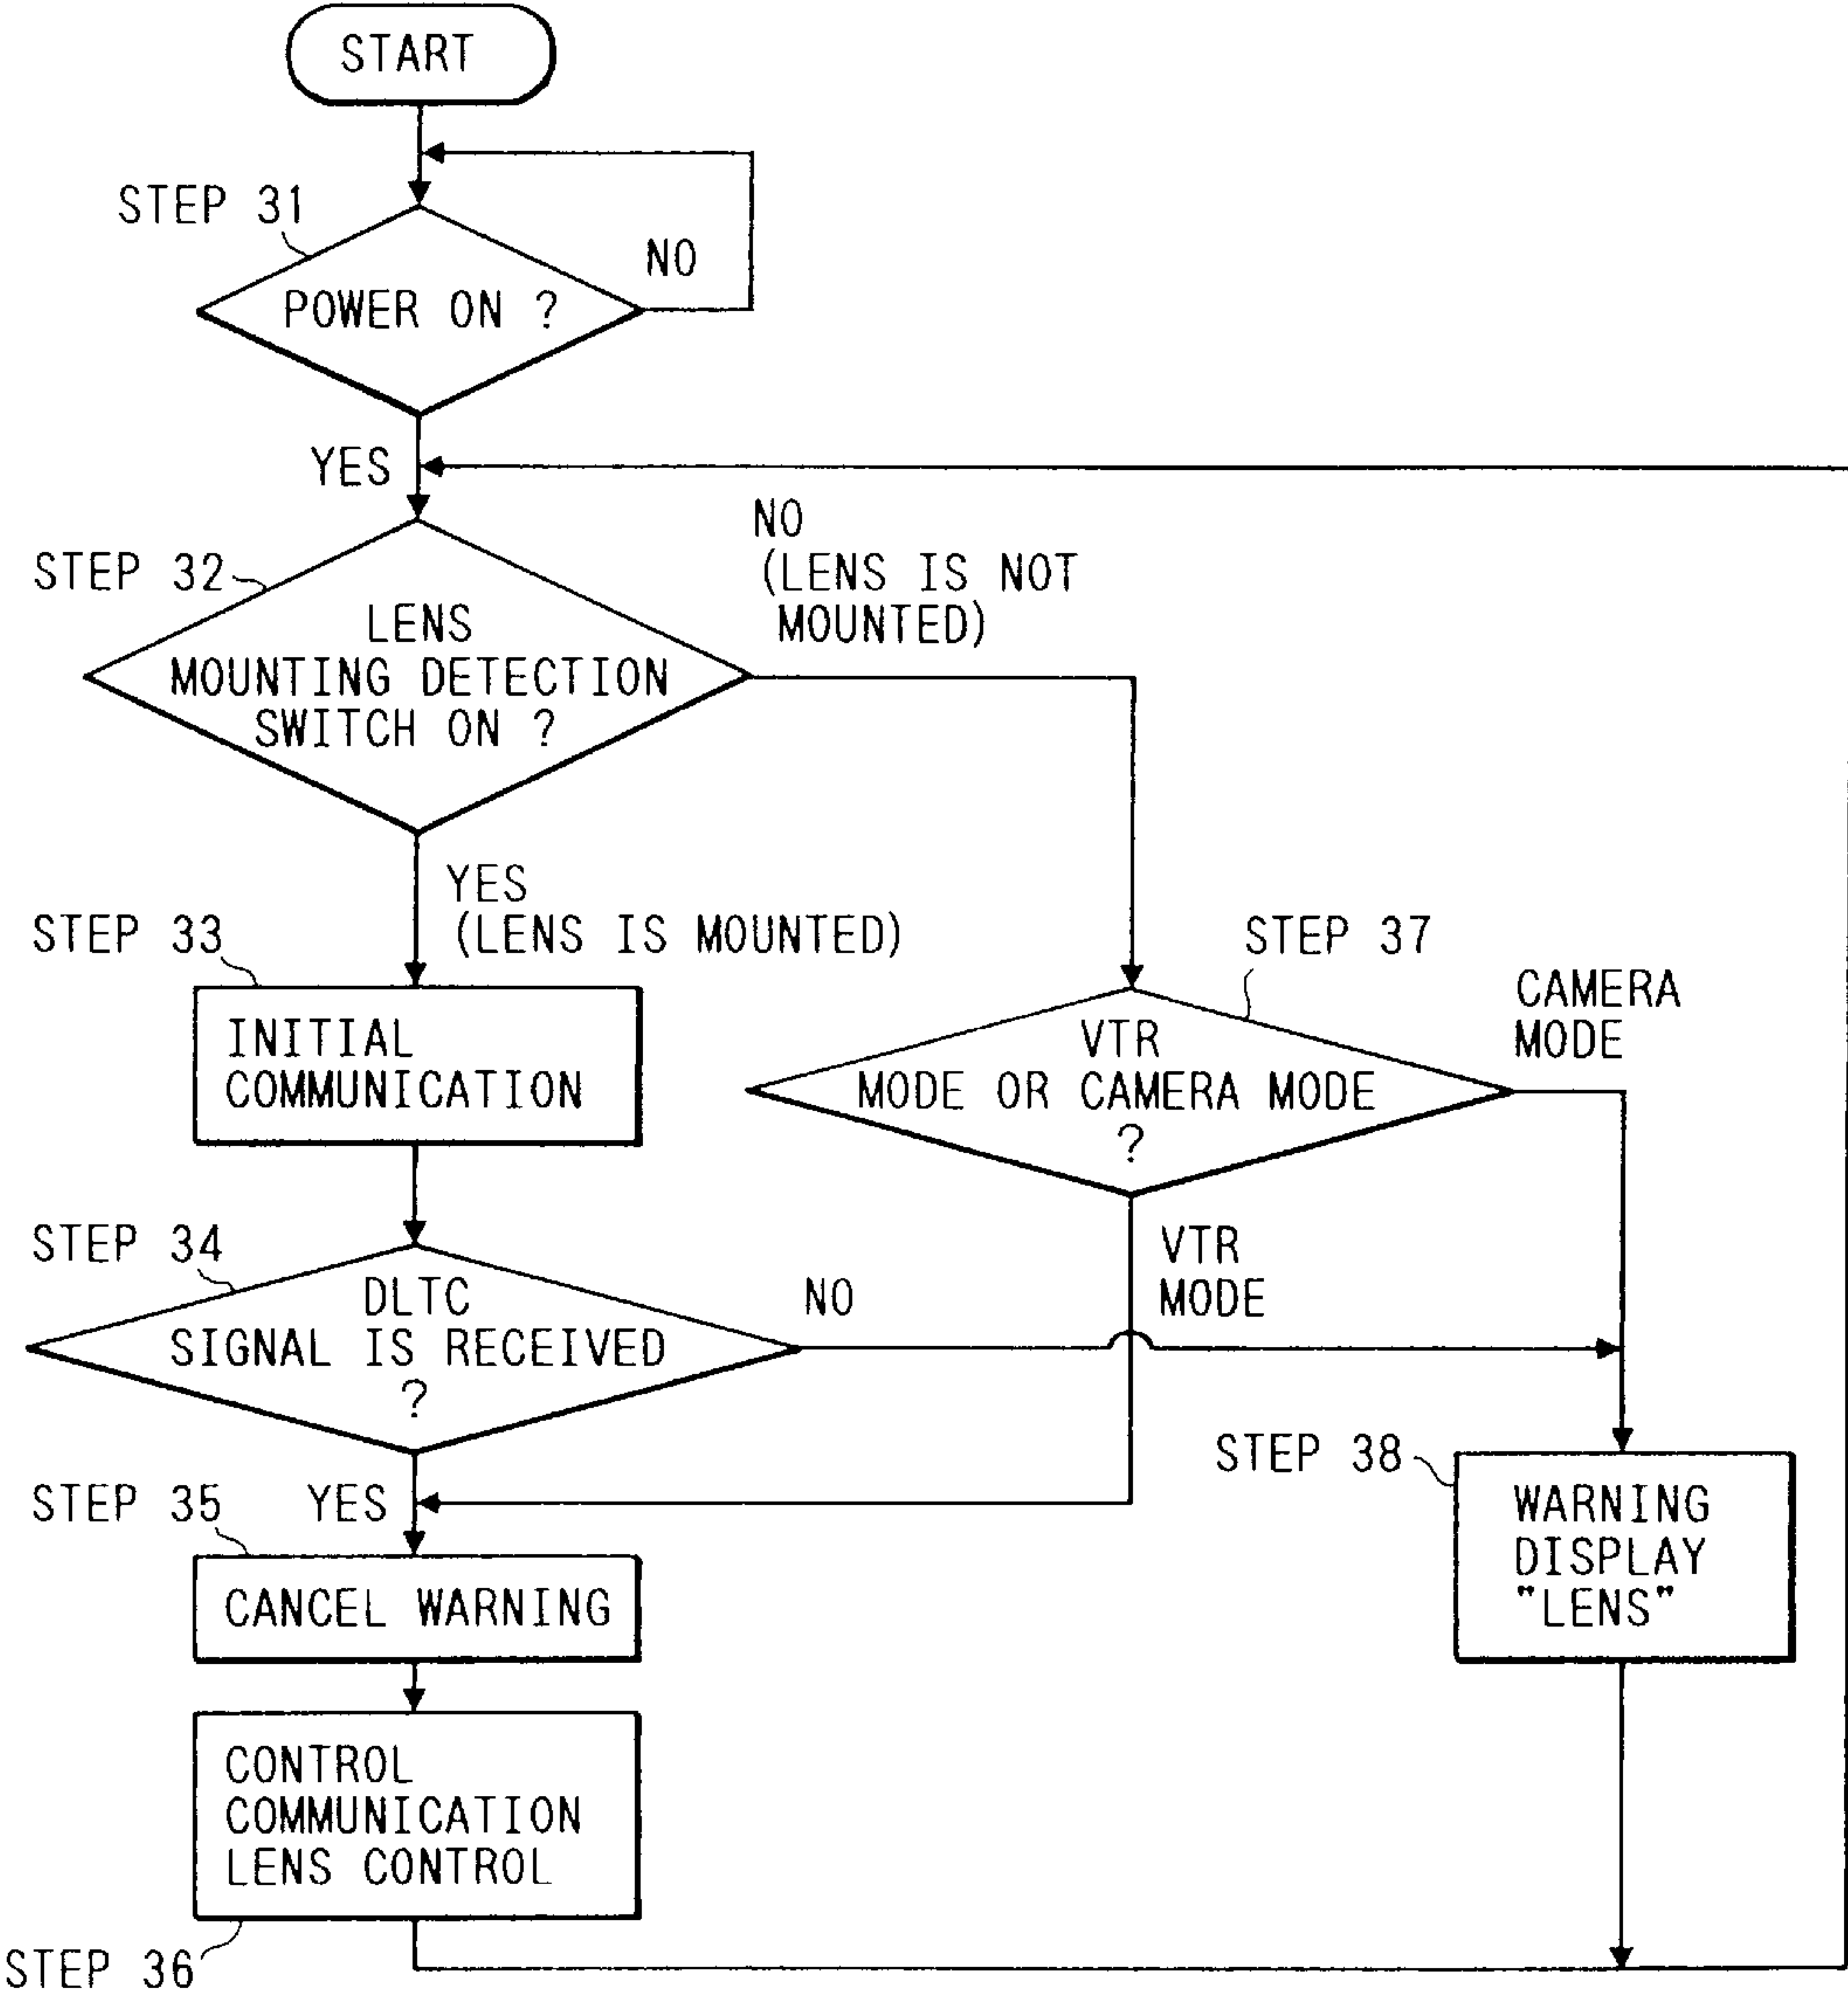 START
STEP 31
NO
POWER ON ?
YES
NO
(LENS IS NOT
MOUNTED)
STEP 32
LENS
MOUNTING DETECTION
SWITCH ON ?
YES
(LENS IS MOUNTED)
STEP 33
INITIAL
COMMUNICATION
STEP 37
CAMERA
MODE
VTR
MODE OR CAMERA MODE
?
VTR
MODE
STEP 34
DLTC
SIGNAL IS RECEIVED
?
NO
STEP 35
YES
CANCEL WARNING
STEP 38
WARNING
DISPLAY
"LENS"
CONTROL
COMMUNICATION
LENS CONTROL
STEP 36